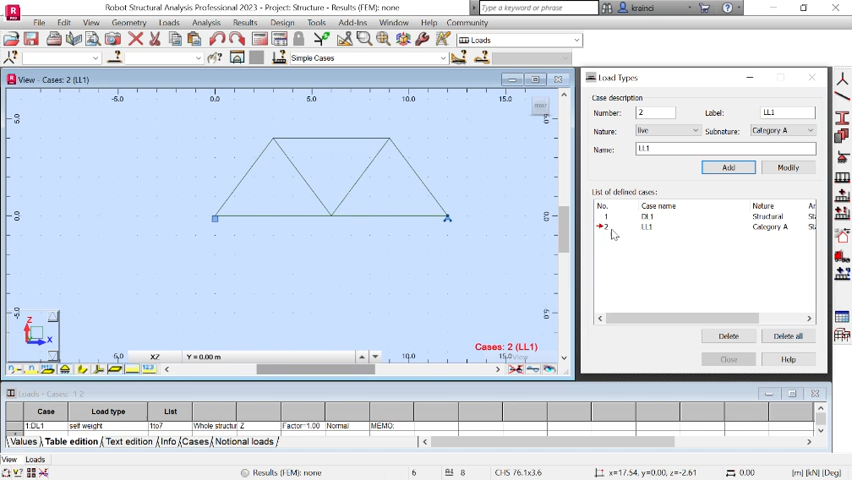 Robot Structural Analysis Professional 2023 - Project: Structure - Results (FEM): none
Type a keyword or phrase
krainci
File Edit View Geometry Loads Analysis Results Design Tools Add-Ins Window Community
Loads
Simple Cases
View - Cases: 2 (LL1)
-5.0 0.0 5.0 10.0 15.0
5.0
0.0
-5.0
Z
X
Cases: 2 (LL1)
XZ Y = 0.00 m
Load Types
Case description
Number: 2 Label: LL1
Nature: live Subnature: Category A
Name: LL1
Add Modify
List of defined cases:
No. Case name Nature
1 DL1 Structural
2 LL1 Category A
Delete Delete all
Close Help
Loads - Cases: 1 2
Case Load type List
1:DL1 self weight 1to7 Whole structur -Z Factor=1.00 Normal MEMO:
Values Table edition Text edition Info Cases Notional loads
View Loads
Results (FEM): none 6 8 CHS 76.1x3.6 x=17.54, y=0.00, z=-2.61 0.00 [m] [kN] [Deg]